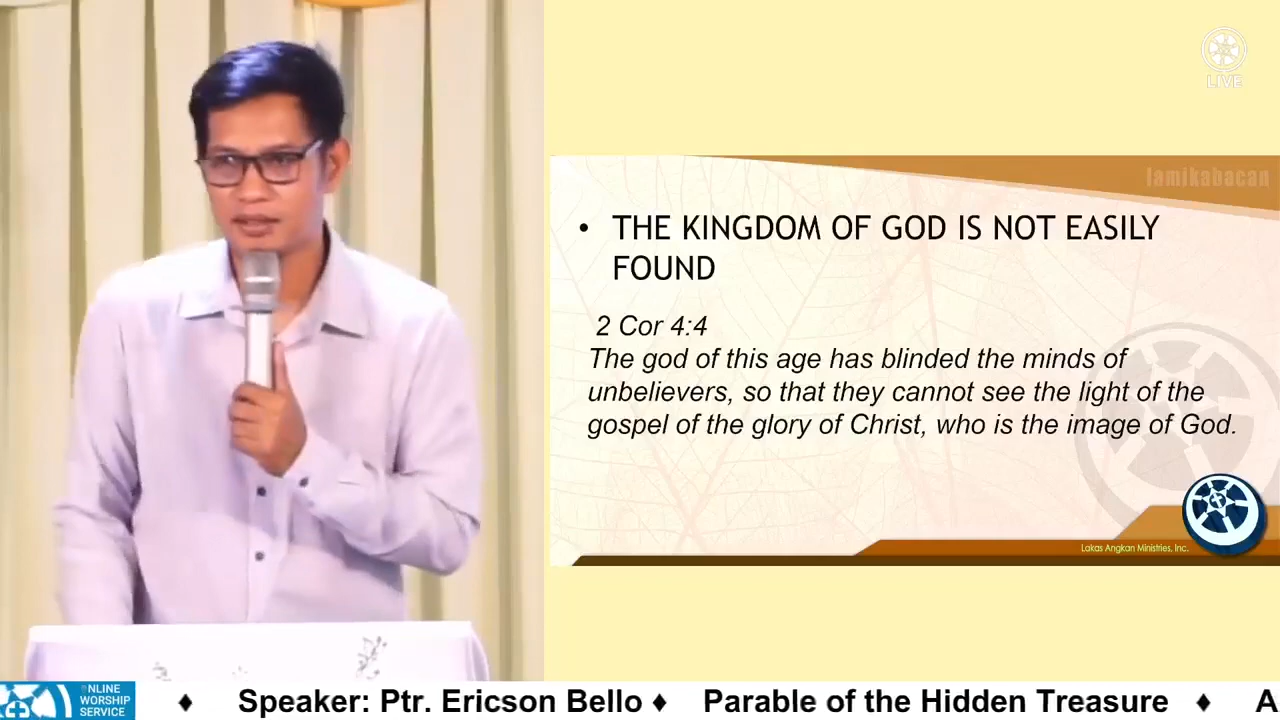 LIVE
lamikabacan
• THE KINGDOM OF GOD IS NOT EASILY
FOUND
2 Cor 4:4
The god of this age has blinded the minds of
unbelievers, so that they cannot see the light of the
gospel of the glory of Christ, who is the image of God.
Lakas Angkan Ministries, Inc.
ONLINE
WORSHIP
SERVICE
♦ Speaker: Ptr. Ericson Bello ♦ Parable of the Hidden Treasure ♦ A